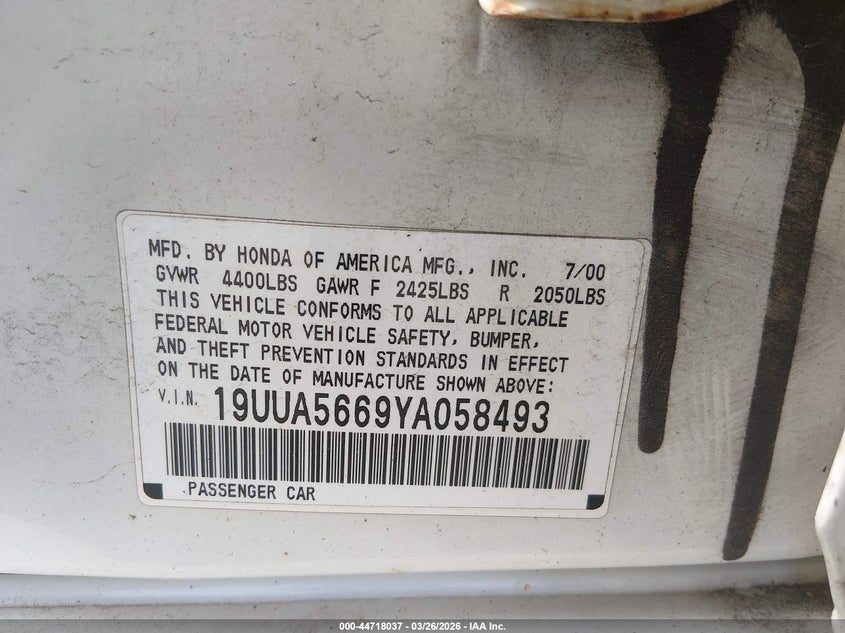 MFD. BY HONDA OF AMERICA MFG., INC. 7/00
GVWR 4400LBS GAWR F 2425LBS R 2050LBS
THIS VEHICLE CONFORMS TO ALL APPLICABLE
FEDERAL MOTOR VEHICLE SAFETY, BUMPER,
AND THEFT PREVENTION STANDARDS IN EFFECT
ON THE DATE OF MANUFACTURE SHOWN ABOVE:
V.I.N. 19UUA5669YA058493
PASSENGER CAR
000-44718037 - 03/26/2026 - IAA Inc.